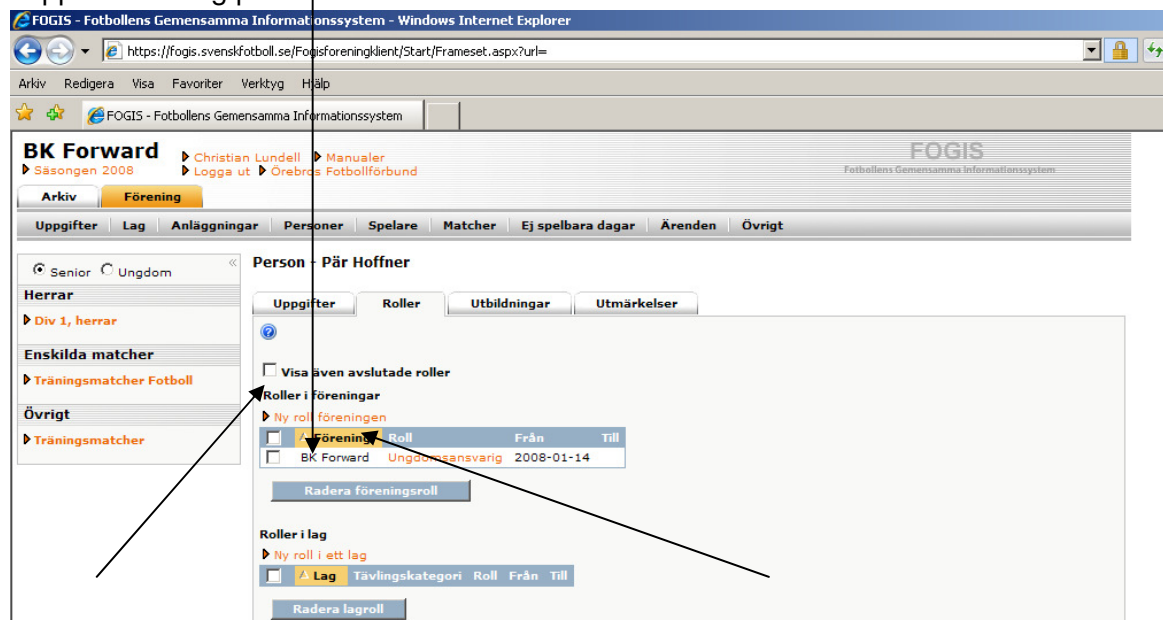 FOGIS - Fotbollens Gemensamma Informationssystem - Windows Internet Explorer
https://fogis.svenskfotboll.se/Fogisforeningklient/Start/Frameset.aspx?url=
Arkiv Redigera Visa Favoriter Verktyg Hjälp
FOGIS - Fotbollens Gemensamma Informationssystem
BK Forward
Christian Lundell Manualer
Säsongen 2008 Logga ut Örebros Fotbollförbund
FOGIS
Fotbollens Gemensamma Informationssystem
Arkiv Förening
Uppgifter Lag Anläggningar Personer Spelare Matcher Ej spelbara dagar Ärenden Övrigt
Senior Ungdom «
Herrar
Div 1, herrar
Enskilda matcher
Träningsmatcher Fotboll
Övrigt
Träningsmatcher
Person - Pär Hoffner
Uppgifter Roller Utbildningar Utmärkelser
Visa även avslutade roller
Roller i föreningar
Ny roll föreningen
Förening Roll Från Till
BK Forward Ungdomsansvarig 2008-01-14
Radera föreningsroll
Roller i lag
Ny roll i ett lag
Lag Tävlingskategori Roll Från Till
Radera lagroll